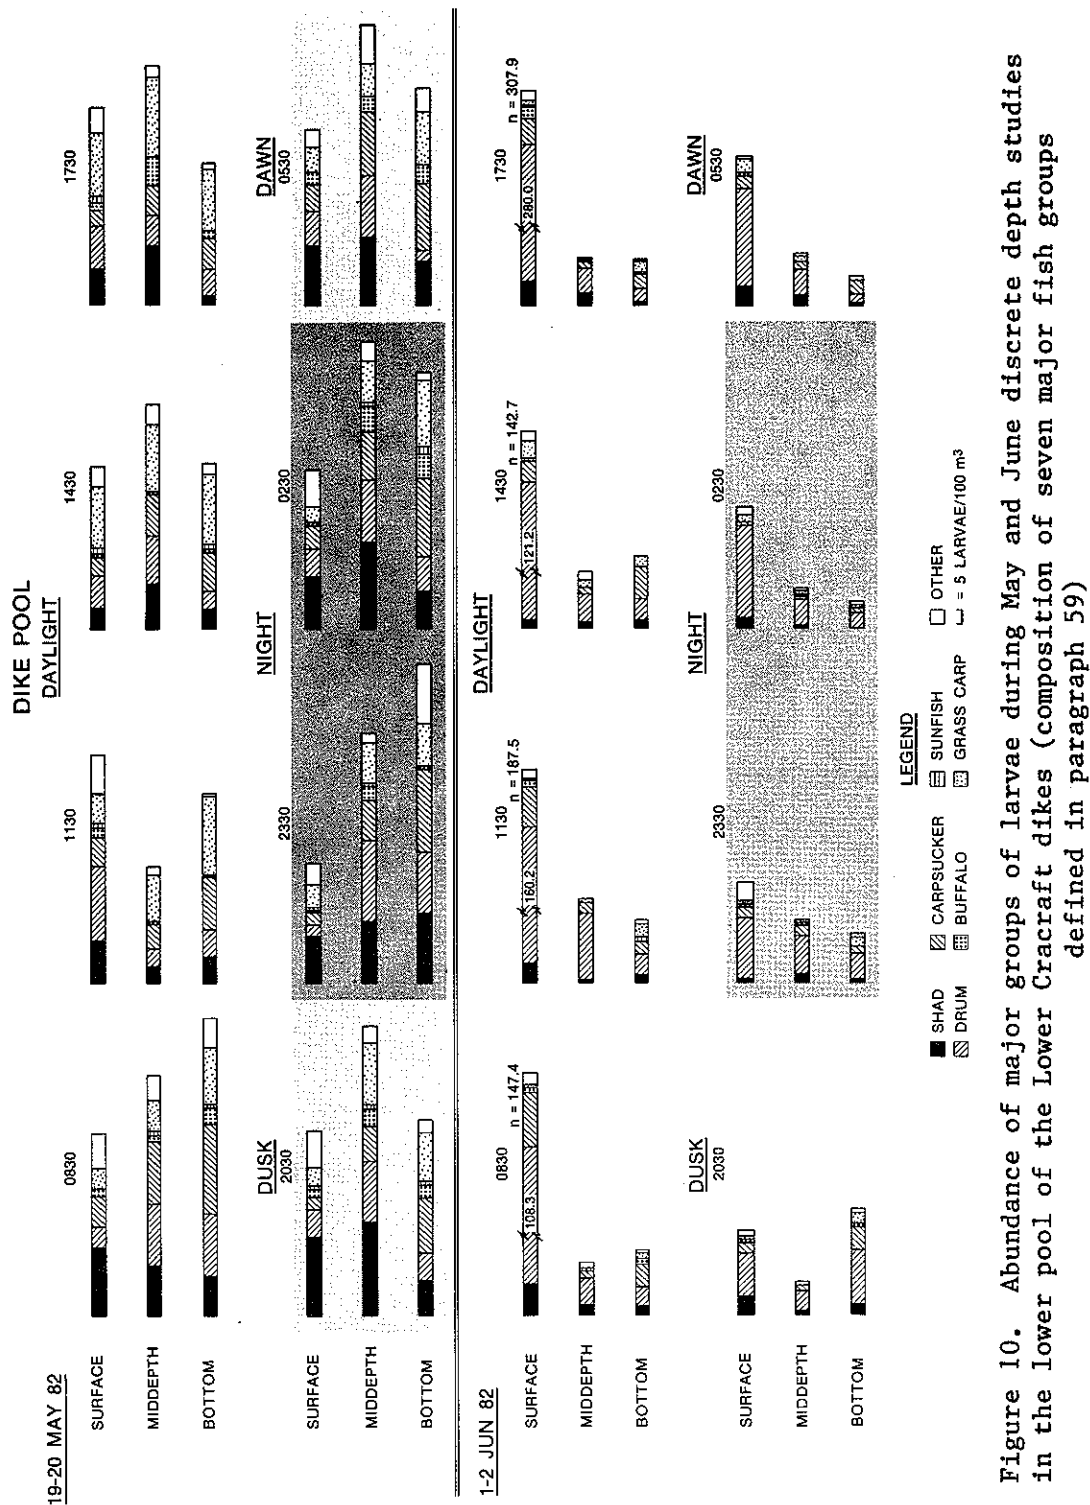 DIKE POOL
DAYLIGHT
19-20 MAY 82
0830 1130 1430 1730
SURFACE
MIDDEPTH
BOTTOM
DUSK NIGHT DAWN
2030 2330 0230 0530
SURFACE
MIDDEPTH
BOTTOM
1-2 JUN 82
DAYLIGHT
0830 1130 1430 1730
n = 147.4 n = 187.5 n = 142.7 n = 307.9
SURFACE 108.3 160.2 121.2 280.0
MIDDEPTH
BOTTOM
DUSK NIGHT DAWN
2030 2330 0230 0530
SURFACE
MIDDEPTH
BOTTOM
LEGEND
SHAD CARPSUCKER SUNFISH OTHER
DRUM BUFFALO GRASS CARP = 5 LARVAE/100 m³
Figure 10. Abundance of major groups of larvae during May and June discrete depth studies
in the lower pool of the Lower Cracraft dikes (composition of seven major fish groups
defined in paragraph 59)